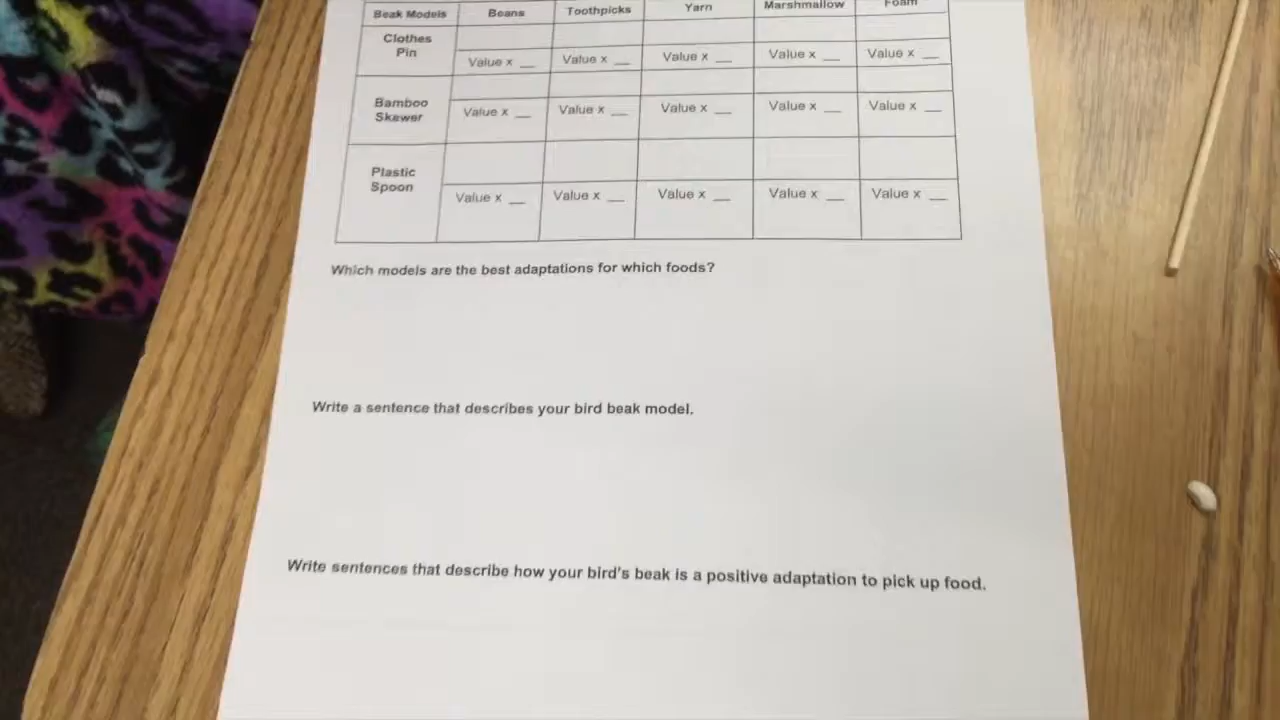 Beak Models Beans Toothpicks Yarn Marshmallow Foam
Clothes
Pin
Value x __ Value x __ Value x __ Value x __ Value x __
Bamboo
Skewer
Value x __ Value x __ Value x __ Value x __ Value x __
Plastic
Spoon
Value x __ Value x __ Value x __ Value x __ Value x __
Which models are the best adaptations for which foods?
Write a sentence that describes your bird beak model.
Write sentences that describe how your bird's beak is a positive adaptation to pick up food.